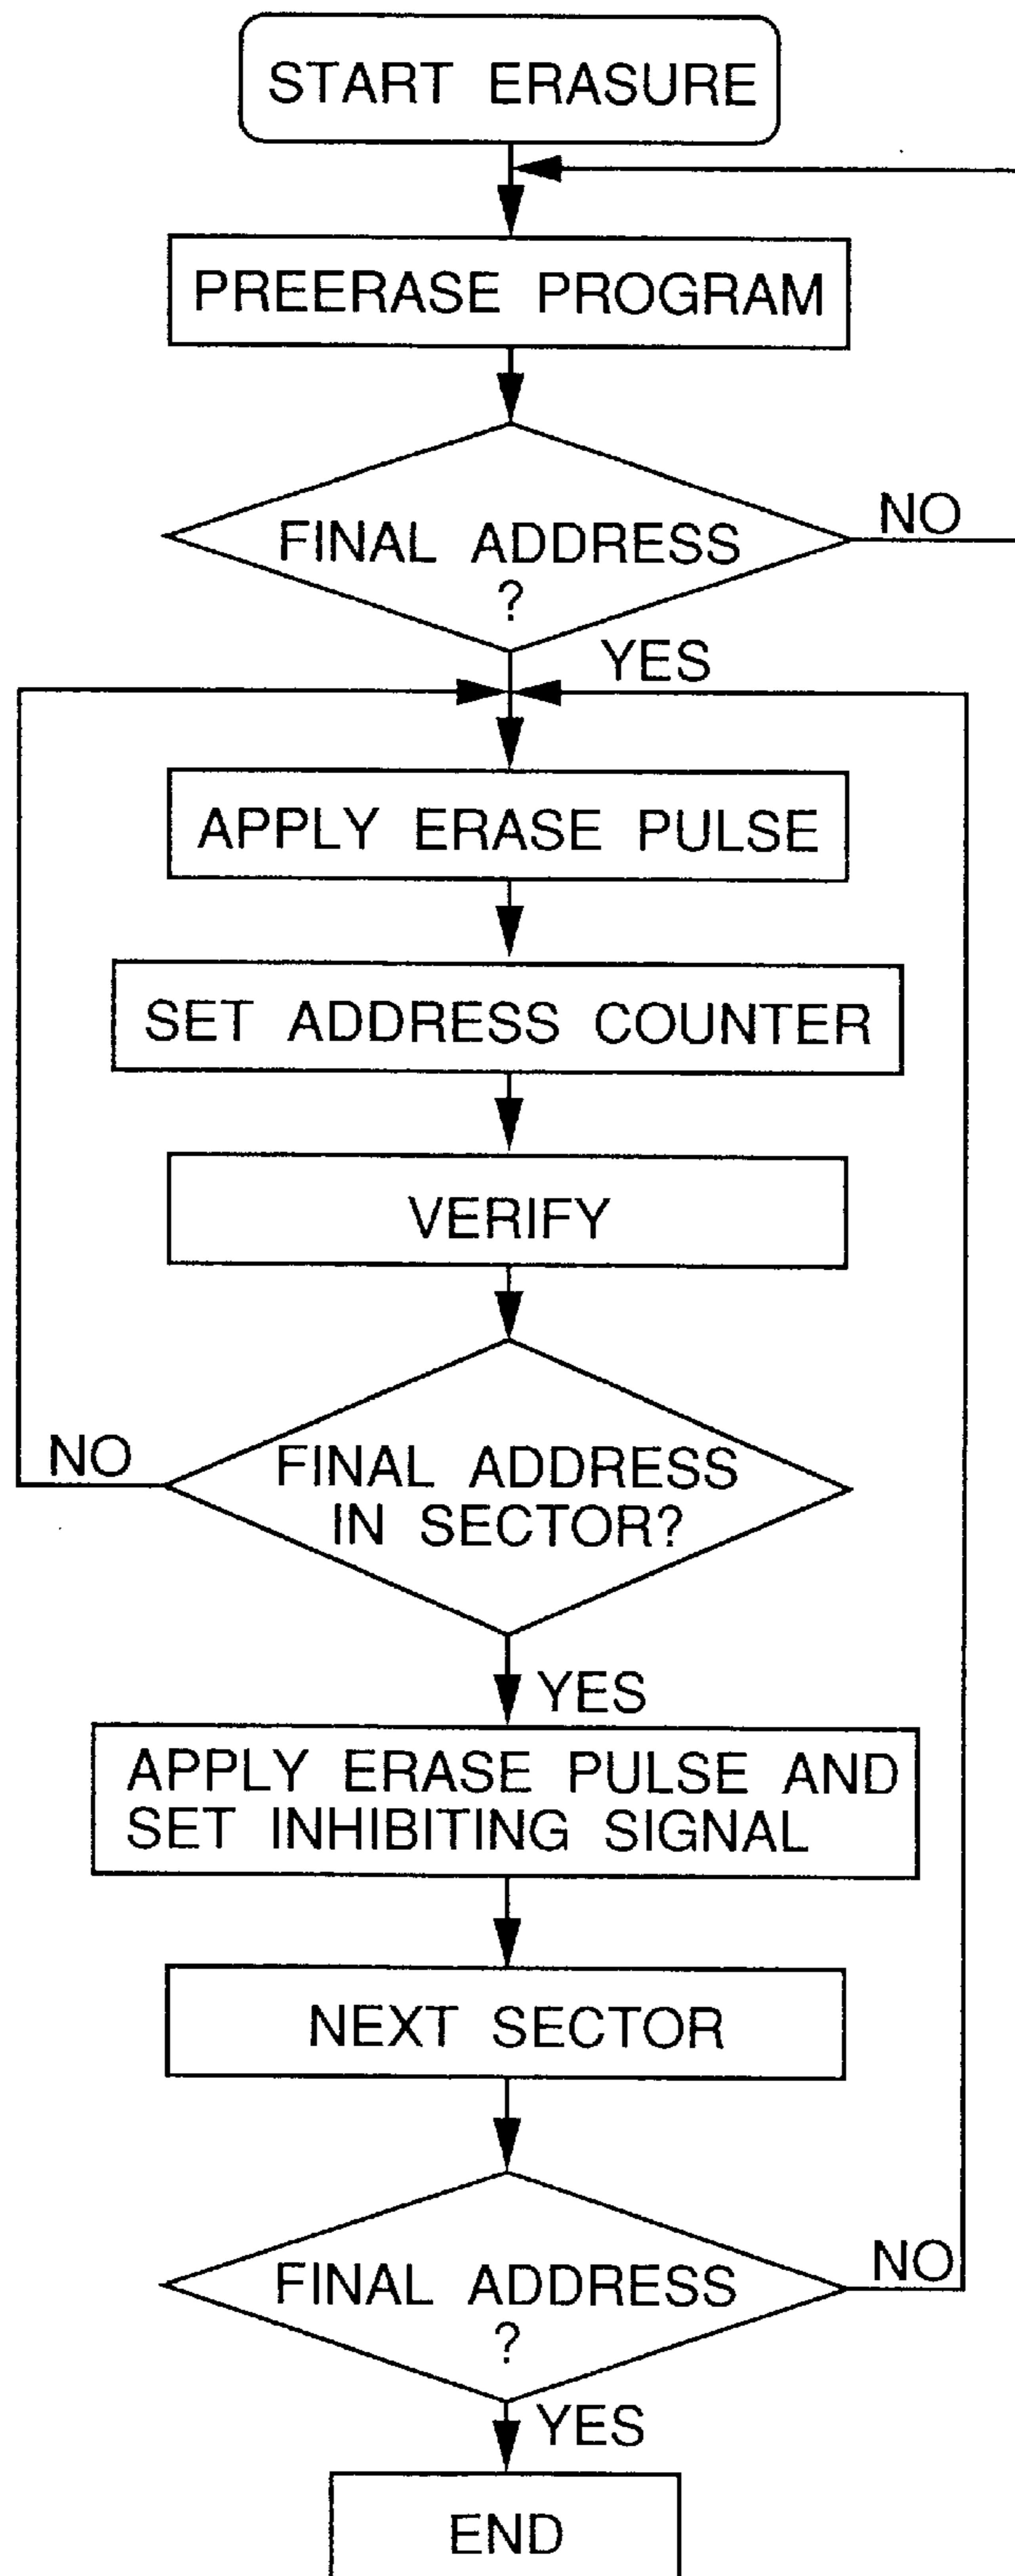 START ERASURE
PREERASE PROGRAM
FINAL ADDRESS
?
NO
YES
APPLY ERASE PULSE
SET ADDRESS COUNTER
VERIFY
FINAL ADDRESS
IN SECTOR?
NO
YES
APPLY ERASE PULSE AND
SET INHIBITING SIGNAL
NEXT SECTOR
FINAL ADDRESS
?
NO
YES
END